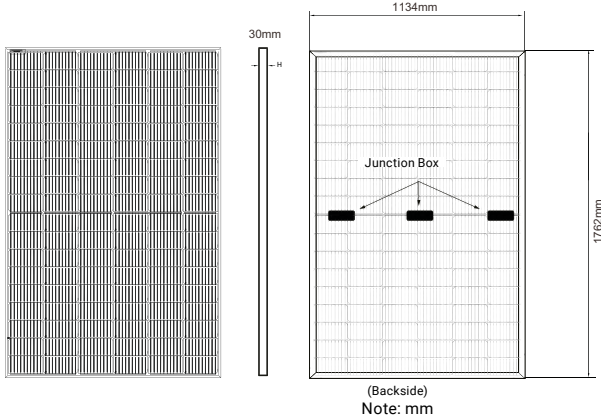 1134mm
30mm
H
Junction Box
1762mm
(Backside)
Note: mm